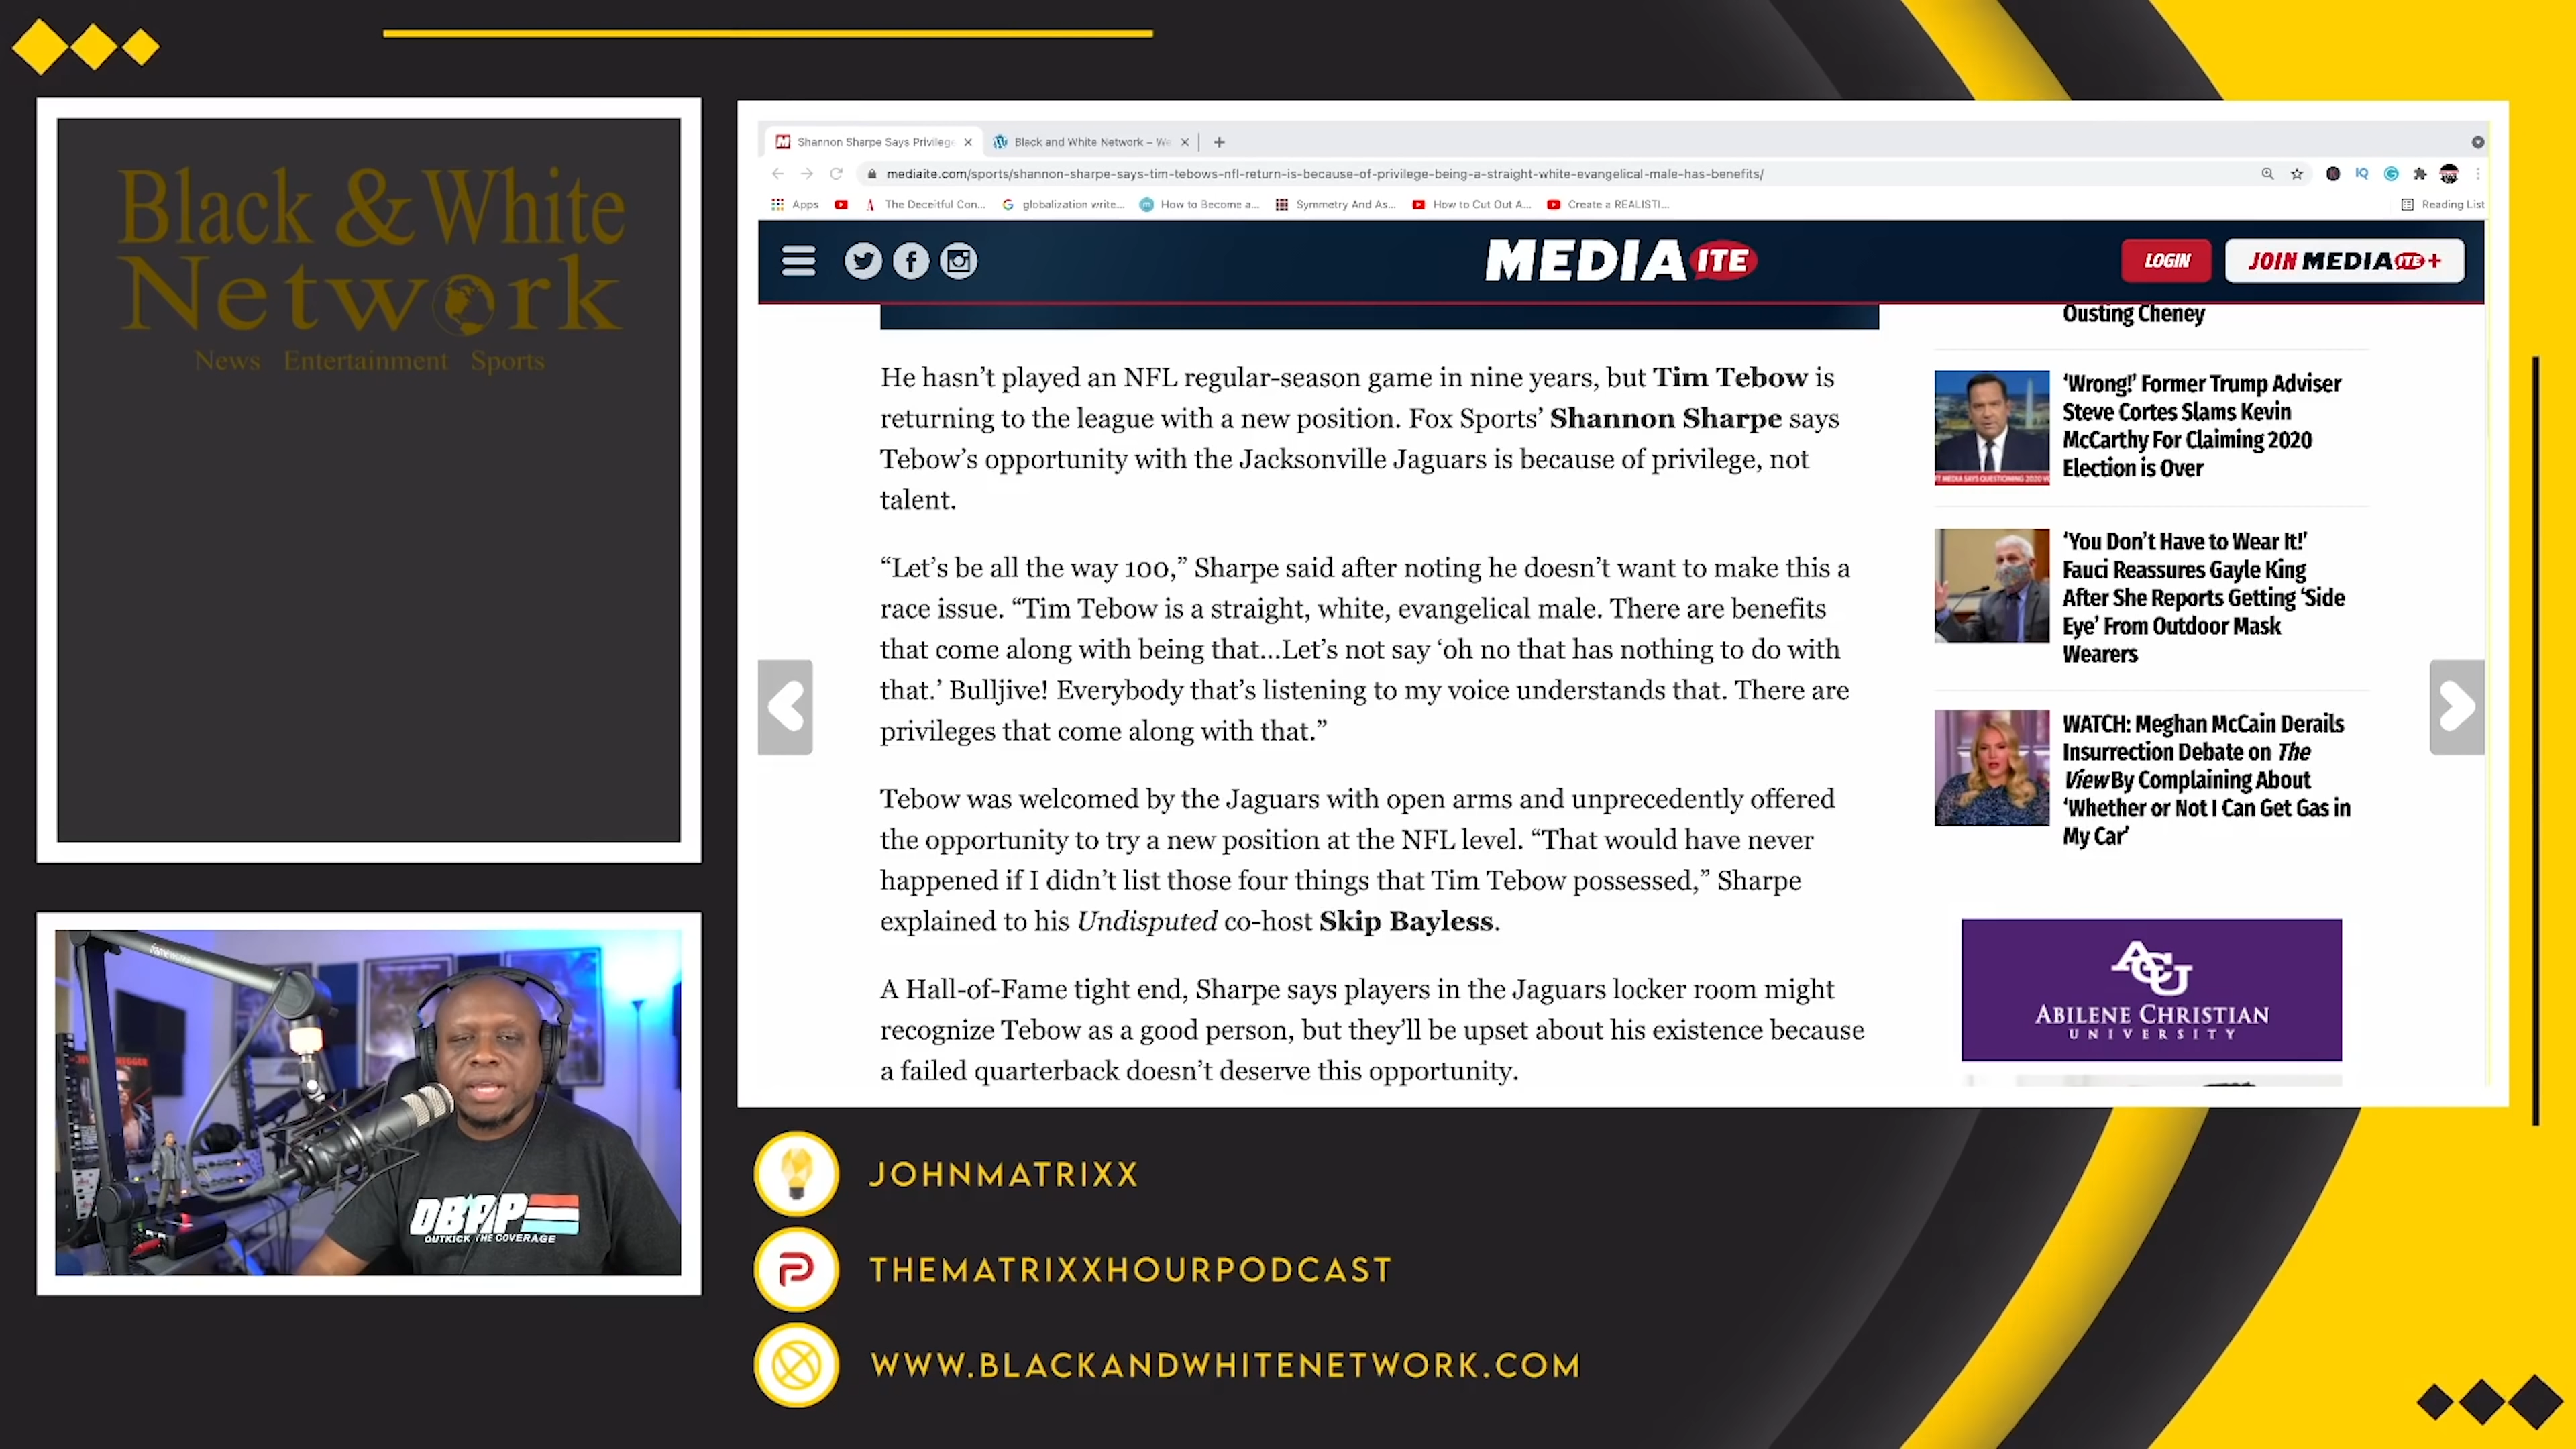 Black & White
Network
News Entertainment Sports
Shannon Sharpe Says Privileg
Black and White Network – We
mediaite.com/sports/shannon-sharpe-says-tim-tebows-nfl-return-is-because-of-privilege-being-a-straight-white-evangelical-male-has-benefits/
Apps The Deceitful Con... globalization write... How to Become a... Symmetry And As... How to Cut Out A... Create a REALISTI... Reading List
MEDIAITE
LOGIN
JOIN MEDIAITE+
He hasn’t played an NFL regular-season game in nine years, but Tim Tebow is
returning to the league with a new position. Fox Sports’ Shannon Sharpe says
Tebow’s opportunity with the Jacksonville Jaguars is because of privilege, not
talent.
“Let’s be all the way 100,” Sharpe said after noting he doesn’t want to make this a
race issue. “Tim Tebow is a straight, white, evangelical male. There are benefits
that come along with being that...Let’s not say ‘oh no that has nothing to do with
that.’ Bulljive! Everybody that’s listening to my voice understands that. There are
privileges that come along with that.”
Tebow was welcomed by the Jaguars with open arms and unprecedently offered
the opportunity to try a new position at the NFL level. “That would have never
happened if I didn’t list those four things that Tim Tebow possessed,” Sharpe
explained to his Undisputed co-host Skip Bayless.
A Hall-of-Fame tight end, Sharpe says players in the Jaguars locker room might
recognize Tebow as a good person, but they’ll be upset about his existence because
a failed quarterback doesn’t deserve this opportunity.
Ousting Cheney
‘Wrong!’ Former Trump Adviser
Steve Cortes Slams Kevin
McCarthy For Claiming 2020
Election is Over
‘You Don’t Have to Wear It!’
Fauci Reassures Gayle King
After She Reports Getting ‘Side
Eye’ From Outdoor Mask
Wearers
WATCH: Meghan McCain Derails
Insurrection Debate on The
View By Complaining About
‘Whether or Not I Can Get Gas in
My Car’
ACU
ABILENE CHRISTIAN
UNIVERSITY
DBAP
OUTKICK THE COVERAGE
JOHNMATRIXX
THEMATRIXXHOURPODCAST
WWW.BLACKANDWHITENETWORK.COM